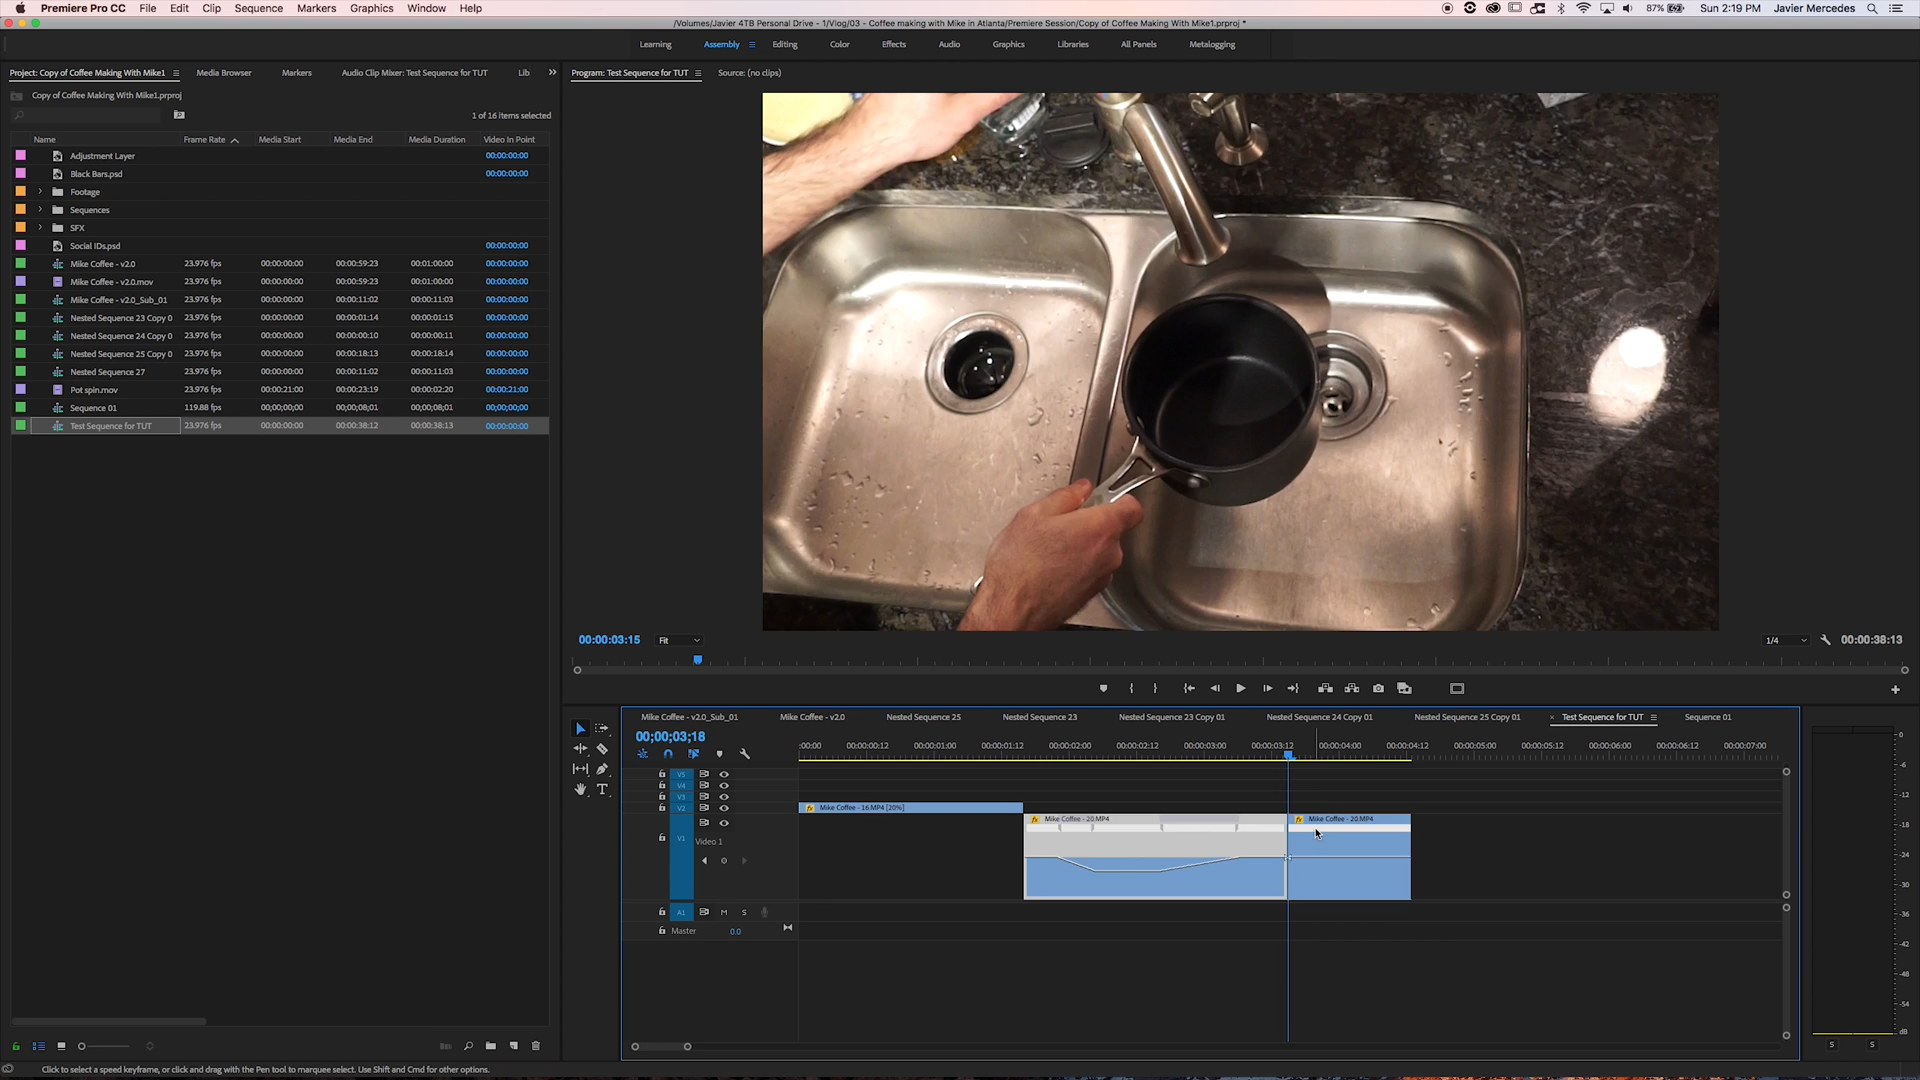 Premiere Pro CC File Edit Clip Sequence Markers Graphics Window Help 87% Sun 2:19 PM Javier Mercedes
/Volumes/Javier 4TB Personal Drive - 1/Vlog/03 - Coffee making with Mike in Atlanta/Premiere Session/Copy of Coffee Making With Mike1.prproj *
Learning Assembly Editing Color Effects Audio Graphics Libraries All Panels Metalogging
Project: Copy of Coffee Making With Mike1 Media Browser Markers Audio Clip Mixer: Test Sequence for TUT Lib
Program: Test Sequence for TUT Source: (no clips)
Copy of Coffee Making With Mike1.prproj
1 of 16 items selected
Name Frame Rate Media Start Media End Media Duration Video In Point
Adjustment Layer 00:00:00:00
Black Bars.psd 00:00:00:00
Footage
Sequences
SFX
Social IDs.psd 00:00:00:00
Mike Coffee - v2.0 23.976 fps 00:00:00:00 00:00:59:23 00:01:00:00 00:00:00:00
Mike Coffee - v2.0.mov 23.976 fps 00:00:00:00 00:00:59:23 00:01:00:00 00:00:00:00
Mike Coffee - v2.0_Sub_01 23.976 fps 00:00:00:00 00:00:11:02 00:00:11:03 00:00:00:00
Nested Sequence 23 Copy 0 23.976 fps 00:00:00:00 00:00:01:14 00:00:01:15 00:00:00:00
Nested Sequence 24 Copy 0 23.976 fps 00:00:00:00 00:00:00:10 00:00:00:11 00:00:00:00
Nested Sequence 25 Copy 0 23.976 fps 00:00:00:00 00:00:18:13 00:00:18:14 00:00:00:00
Nested Sequence 27 23.976 fps 00:00:00:00 00:00:11:02 00:00:11:03 00:00:00:00
Pot spin.mov 23.976 fps 00:00:21:00 00:00:23:19 00:00:02:20 00:00:21:00
Sequence 01 119.88 fps 00;00;00;00 00;00;08;01 00;00;08;01 00;00;00;00
Test Sequence for TUT 23.976 fps 00:00:00:00 00:00:38:12 00:00:38:13 00:00:00:00
00:00:03:15 Fit 1/4 00:00:38:13
Mike Coffee - v2.0_Sub_01 Mike Coffee - v2.0 Nested Sequence 25 Nested Sequence 23 Nested Sequence 23 Copy 01 Nested Sequence 24 Copy 01 Nested Sequence 25 Copy 01 × Test Sequence for TUT Sequence 01
00;00;03;18
:00:00 00:00:00:12 00:00:01:00 00:00:01:12 00:00:02:00 00:00:02:12 00:00:03:00 00:00:03:12 00:00:04:00 00:00:04:12 00:00:05:00 00:00:05:12 00:00:06:00 00:00:06:12 00:00:07:00
V5
V4
V3
V2 Mike Coffee - 16.MP4 [20%]
Mike Coffee - 20.MP4 Mike Coffee - 20.MP4
V1 Video 1
A1 M S
Master 0.0
0
-6
-12
-18
-24
-30
-36
-42
-48
-54
dB
S S
Click to select a speed keyframe, or click and drag with the Pen tool to marquee select. Use Shift and Cmd for other options.